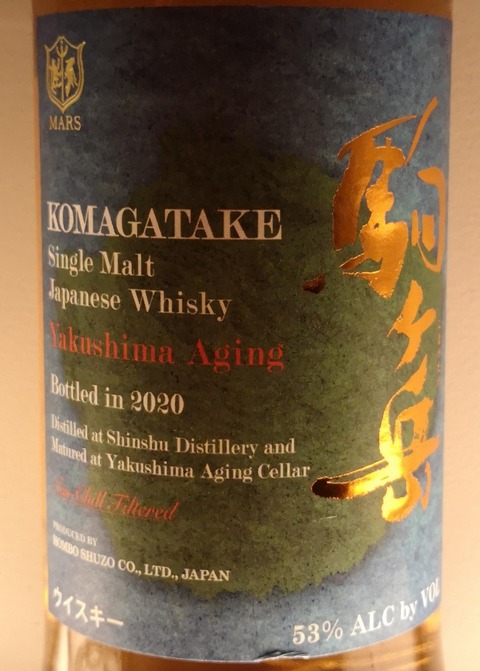 MARS
KOMAGATAKE
Single Malt
Japanese Whisky
Yakushima Aging
Bottled in 2020
Distilled at Shinshu Distillery and
Matured at Yakushima Aging Cellar
Chill Filtered
PRODUCED BY
HOMBO SHUZO CO., LTD., JAPAN
ウイスキー
53% ALC by VOL
駒ヶ岳